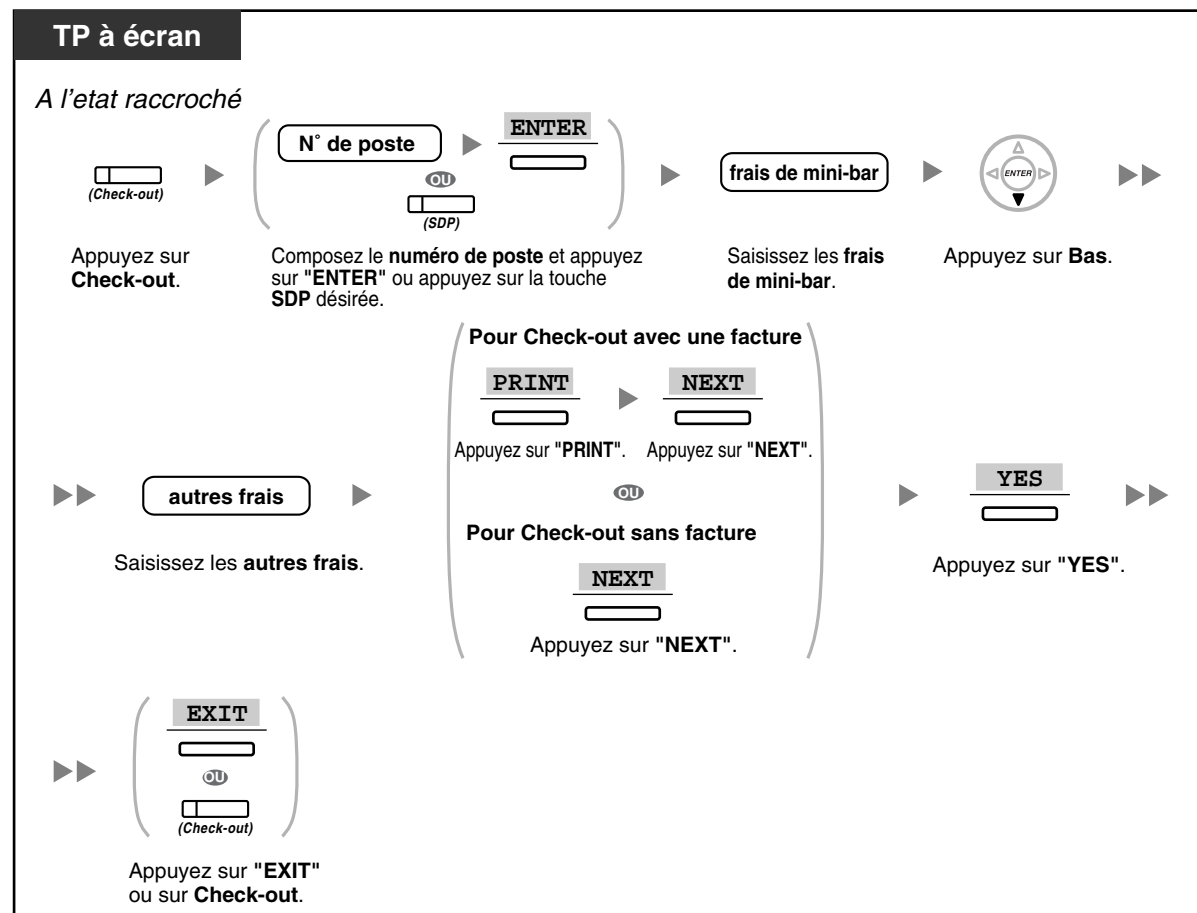 TP à écran
A l'etat raccroché
(Check-out)
N° de poste
ENTER
OU
(SDP)
frais de mini-bar
ENTER
Appuyez sur
Check-out.
Composez le numéro de poste et appuyez
sur "ENTER" ou appuyez sur la touche
SDP désirée.
Saisissez les frais
de mini-bar.
Appuyez sur Bas.
autres frais
Saisissez les autres frais.
Pour Check-out avec une facture
PRINT
NEXT
Appuyez sur "PRINT".
Appuyez sur "NEXT".
OU
Pour Check-out sans facture
NEXT
Appuyez sur "NEXT".
YES
Appuyez sur "YES".
EXIT
OU
(Check-out)
Appuyez sur "EXIT"
ou sur Check-out.